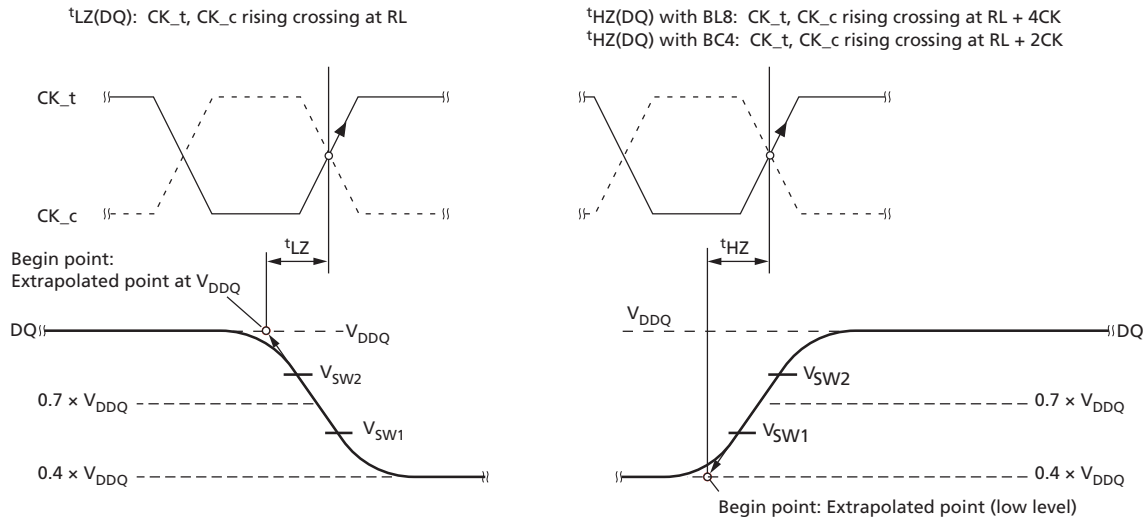 tLZ(DQ): CK_t, CK_c rising crossing at RL
tHZ(DQ) with BL8: CK_t, CK_c rising crossing at RL + 4CK
tHZ(DQ) with BC4: CK_t, CK_c rising crossing at RL + 2CK
CK_t
CK_c
tLZ
tHZ
Begin point:
Extrapolated point at VDDQ
VDDQ
DQ
VDDQ
DQ
VSW2
VSW2
0.7 × VDDQ
0.7 × VDDQ
VSW1
VSW1
0.4 × VDDQ
0.4 × VDDQ
Begin point: Extrapolated point (low level)